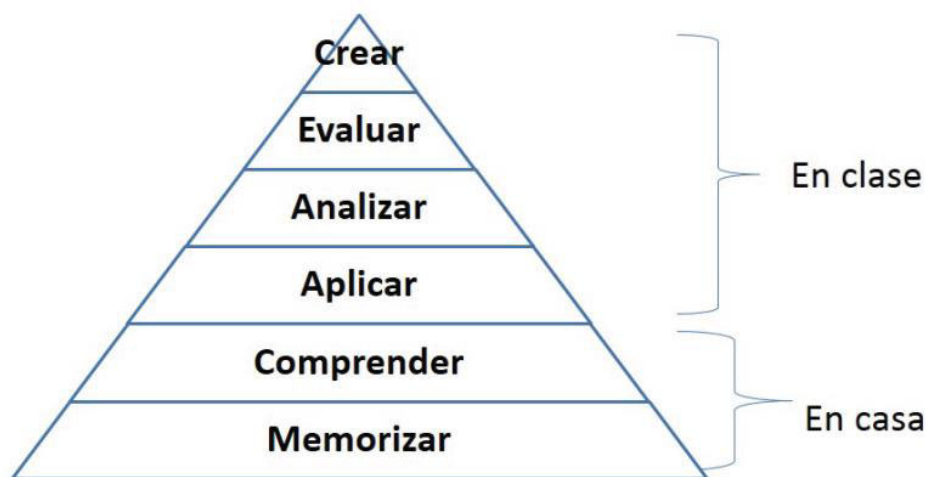 Crear
Evaluar
Analizar
En clase
Aplicar
Comprender
En casa
Memorizar